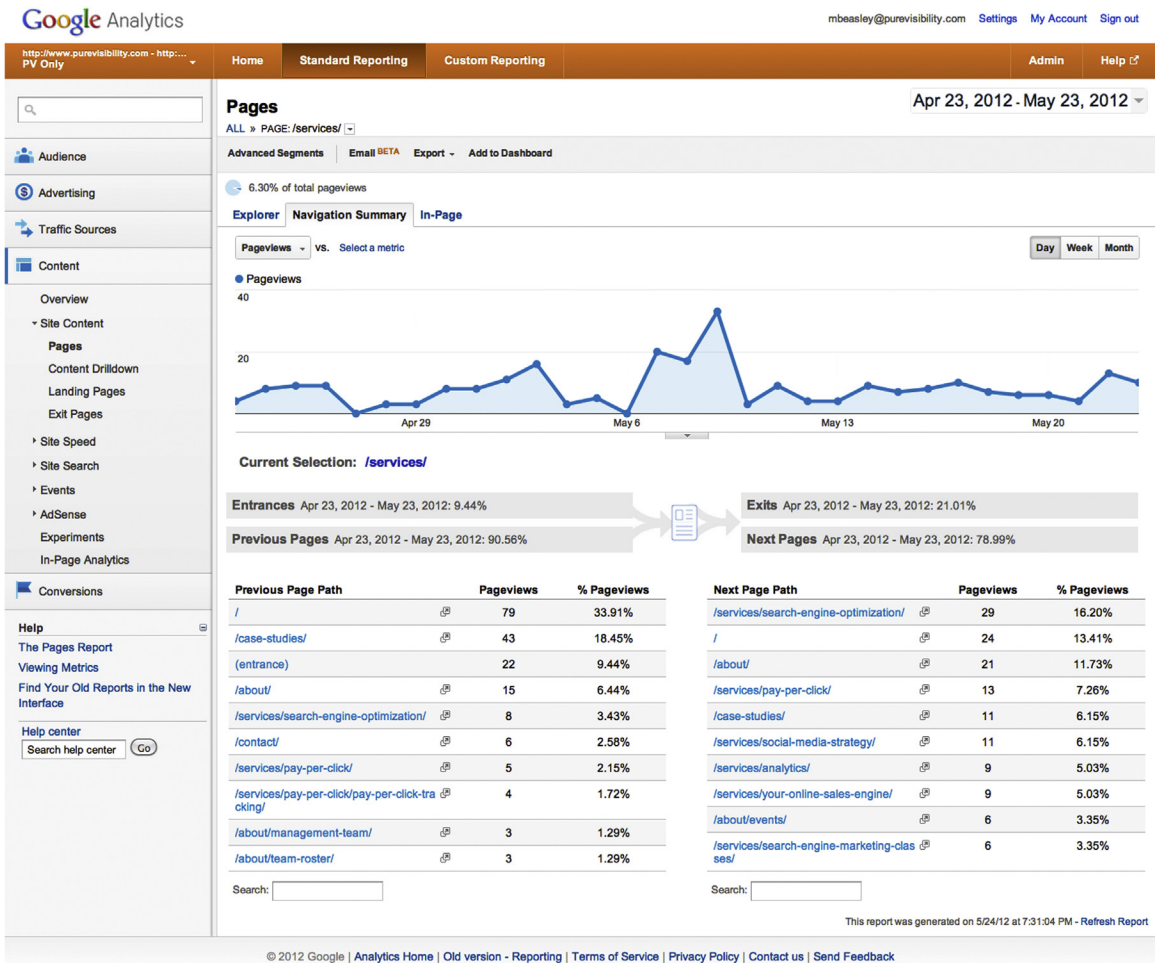 Google Analytics
mbeasley@purevisibility.com Settings My Account Sign out
http://www.purevisibility.com - http:...
PV Only
Home Standard Reporting Custom Reporting Admin Help
Pages
Apr 23, 2012 - May 23, 2012
ALL » PAGE: /services/
Advanced Segments Email BETA Export Add to Dashboard
6.30% of total pageviews
Explorer Navigation Summary In-Page
Pageviews VS. Select a metric
Day Week Month
Pageviews
40
20
Apr 29 May 6 May 13 May 20
Audience
Advertising
Traffic Sources
Content
Overview
Site Content
Pages
Content Drilldown
Landing Pages
Exit Pages
Site Speed
Site Search
Events
AdSense
Experiments
In-Page Analytics
Conversions
Help
The Pages Report
Viewing Metrics
Find Your Old Reports in the New
Interface
Help center
Search help center Go
Current Selection: /services/
Entrances Apr 23, 2012 - May 23, 2012: 9.44%
Previous Pages Apr 23, 2012 - May 23, 2012: 90.56%
Exits Apr 23, 2012 - May 23, 2012: 21.01%
Next Pages Apr 23, 2012 - May 23, 2012: 78.99%
Previous Page Path Pageviews % Pageviews
/ 79 33.91%
/case-studies/ 43 18.45%
(entrance) 22 9.44%
/about/ 15 6.44%
/services/search-engine-optimization/ 8 3.43%
/contact/ 6 2.58%
/services/pay-per-click/ 5 2.15%
/services/pay-per-click/pay-per-click-tra 4 1.72%
cking/
/about/management-team/ 3 1.29%
/about/team-roster/ 3 1.29%
Search:
Next Page Path Pageviews % Pageviews
/services/search-engine-optimization/ 29 16.20%
/ 24 13.41%
/about/ 21 11.73%
/services/pay-per-click/ 13 7.26%
/case-studies/ 11 6.15%
/services/social-media-strategy/ 11 6.15%
/services/analytics/ 9 5.03%
/services/your-online-sales-engine/ 9 5.03%
/about/events/ 6 3.35%
/services/search-engine-marketing-clas 6 3.35%
ses/
Search:
This report was generated on 5/24/12 at 7:31:04 PM - Refresh Report
© 2012 Google | Analytics Home | Old version - Reporting | Terms of Service | Privacy Policy | Contact us | Send Feedback